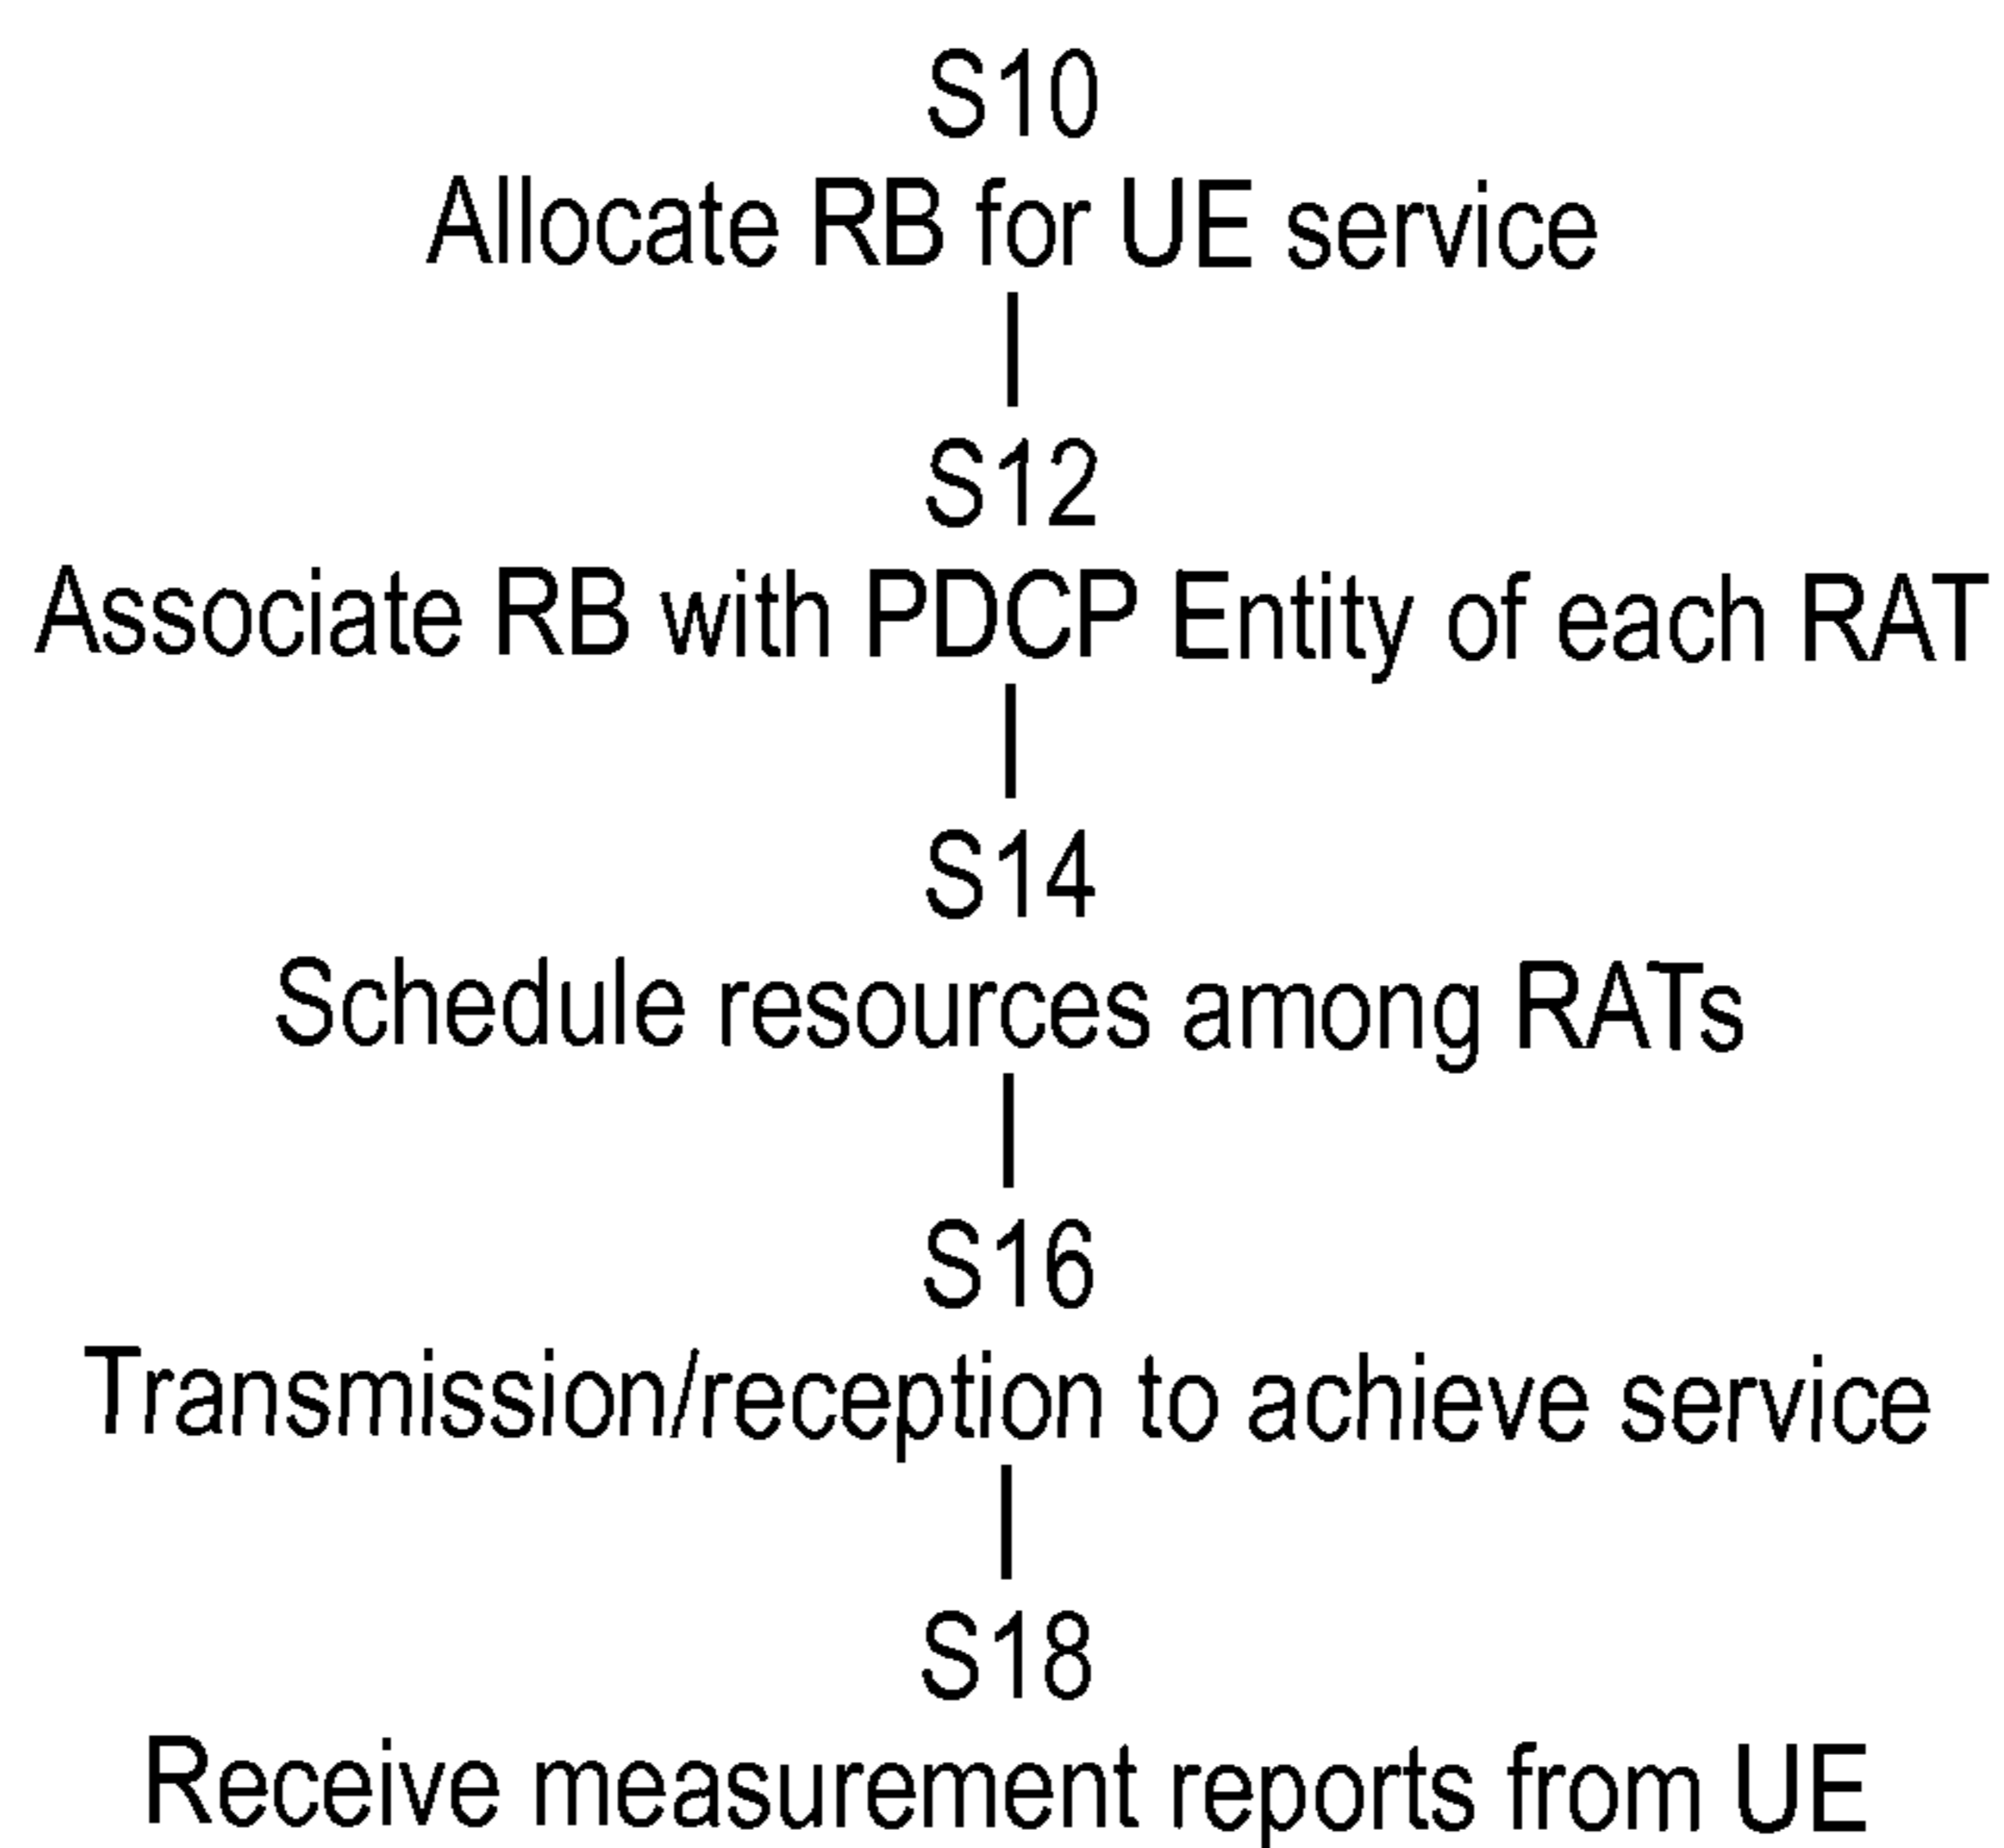 S10
Allocate RB for UE service
S12
Associate RB with PDCP Entity of each RAT
S14
Schedule resources among RATs
S16
Transmission/reception to achieve service
S18
Receive measurement reports from UE